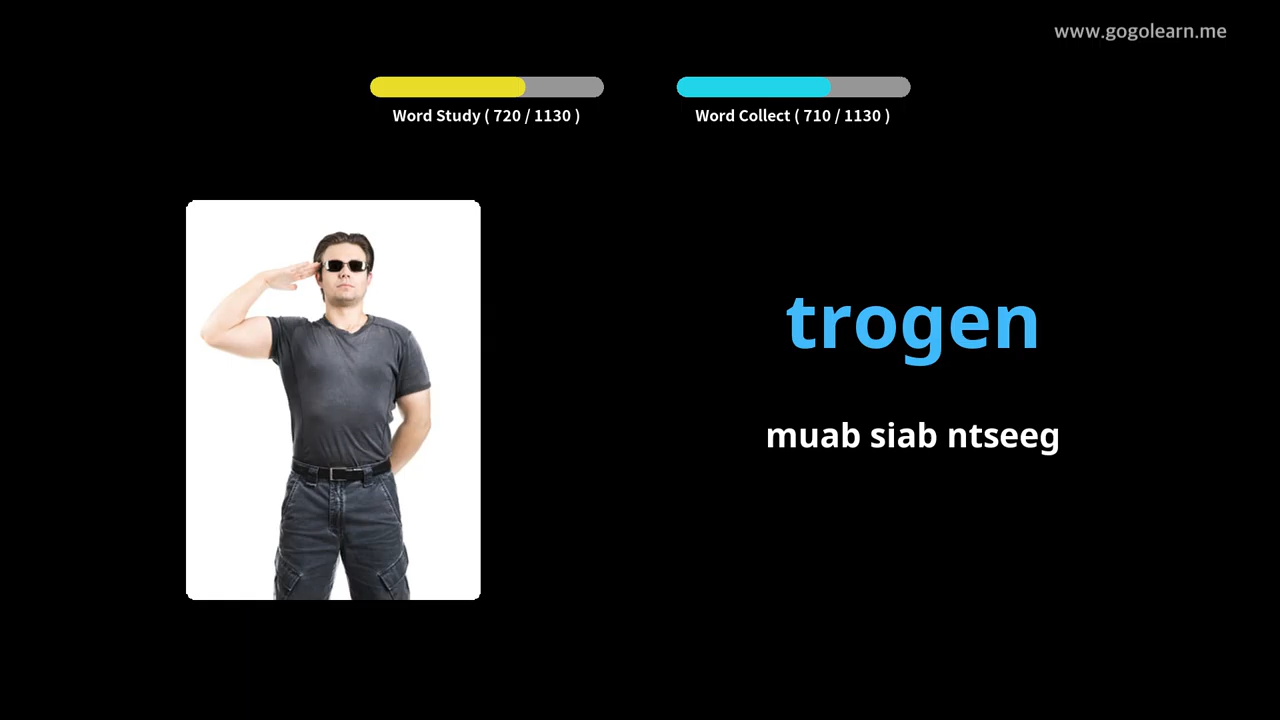 www.gogolearn.me
Word Study ( 720 / 1130 )
Word Collect ( 710 / 1130 )
trogen
muab siab ntseeg